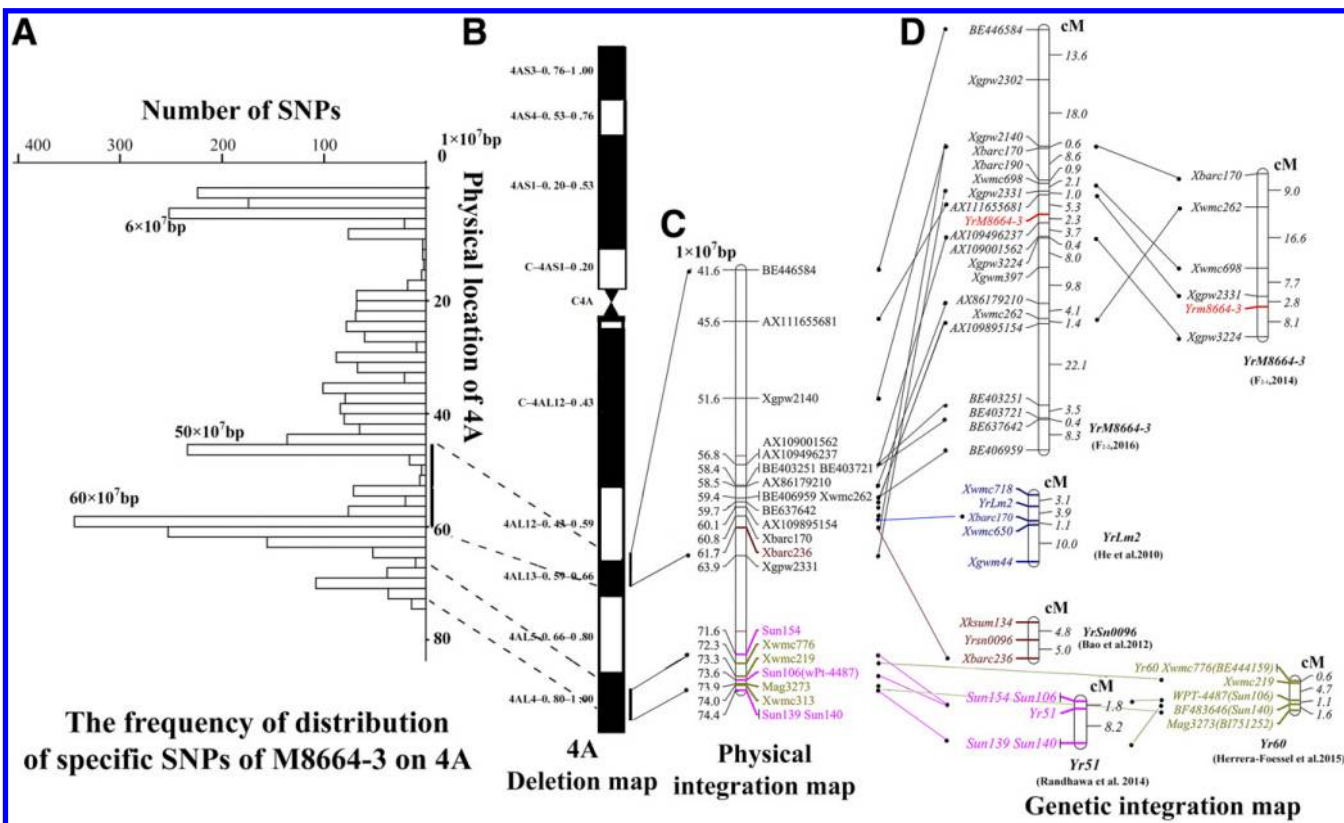 A
Number of SNPs
400
300
200
100
0
1×10⁷bp
6×10⁷bp
20
40
50×10⁷bp
60×10⁷bp
60
80
Physical location of 4A
The frequency of distribution
of specific SNPs of M8664-3 on 4A
B
4AS3-0.76-1.00
4AS4-0.53-0.76
4AS1-0.20-0.53
C-4AS1-0.20
C4A
C-4AL12-0.43
4AL12-0.43-0.59
4AL13-0.59-0.66
4AL5-0.66-0.80
4AL4-0.80-1.00
4A
Deletion map
C
1×10⁷bp
41.6 BE446584
45.6 AX111655681
51.6 Xgpw2140
AX109001562
56.8 AX109496237
58.4 BE403251 BE403721
58.5 AX86179210
59.4 BE406959 Xwmc262
59.7 BE637642
60.1 AX109895154
60.8 Xbarc170
61.7 Xbarc236
63.9 Xgpw2331
71.6 Sun154
72.3 Xwmc776
73.3 Xwmc219
73.6 Sun106(wPt-4487)
73.9 Mag3273
74.0 Xwmc313
74.4 Sun139 Sun140
Physical
integration map
D
cM
BE446584
13.6
Xgpw2302
18.0
Xgpw2140
0.6
Xbarc170
8.6
Xbarc190
0.9
Xwmc698
2.1
Xgpw2331
1.0
AX111655681
5.3
YrM8664-3
2.3
AX109496237
3.7
AX109001562
0.4
Xgpw3224
8.0
Xgwm397
9.8
AX86179210
4.1
Xwmc262
1.4
AX109895154
22.1
BE403251
3.5
BE403721
0.4
BE637642
8.3
BE406959
YrM8664-3
cM
Xbarc170
9.0
Xwmc262
16.6
Xwmc698
7.7
Xgpw2331
2.8
Yrm8664-3
8.1
Xgpw3224
YrM8664-3
cM
Xwmc718
3.1
YrLm2
3.9
Xbarc170
1.1
Xwmc650
10.0
Xgwm44
YrLm2
(He et al.2010)
cM
Xksum134
4.8
Yrsn0096
5.0
Xbarc236
YrSn0096
(Bao et al.2012)
cM
Sun154 Sun106
1.8
Yr51
8.2
Sun139 Sun140
Yr51
(Randhawa et al. 2014)
cM
Yr60 Xwmc776(BE444159)
0.6
Xwmc219
4.7
WPT-4487(Sun106)
1.1
BF483646(Sun140)
1.6
Mag3273(BI751252)
Yr60
(Herrera-Foessel et al.2015)
Genetic integration map